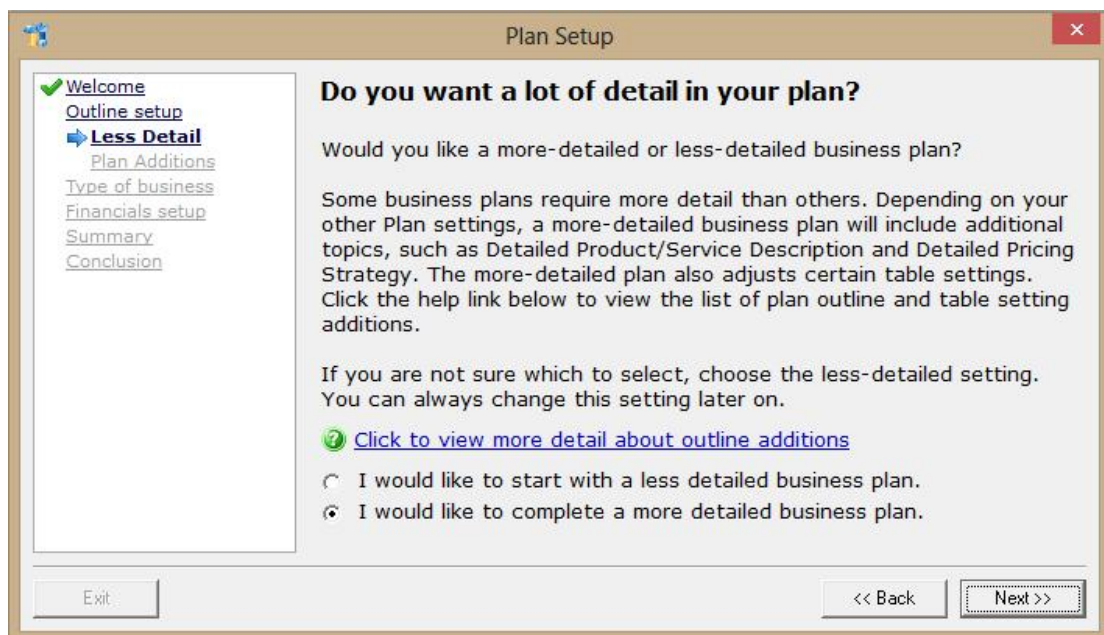 Plan Setup
Welcome
Outline setup
Less Detail
Plan Additions
Type of business
Financials setup
Summary
Conclusion
Do you want a lot of detail in your plan?
Would you like a more-detailed or less-detailed business plan?
Some business plans require more detail than others. Depending on your
other Plan settings, a more-detailed business plan will include additional
topics, such as Detailed Product/Service Description and Detailed Pricing
Strategy. The more-detailed plan also adjusts certain table settings.
Click the help link below to view the list of plan outline and table setting
additions.
If you are not sure which to select, choose the less-detailed setting.
You can always change this setting later on.
Click to view more detail about outline additions
I would like to start with a less detailed business plan.
I would like to complete a more detailed business plan.
Exit
<< Back
Next >>